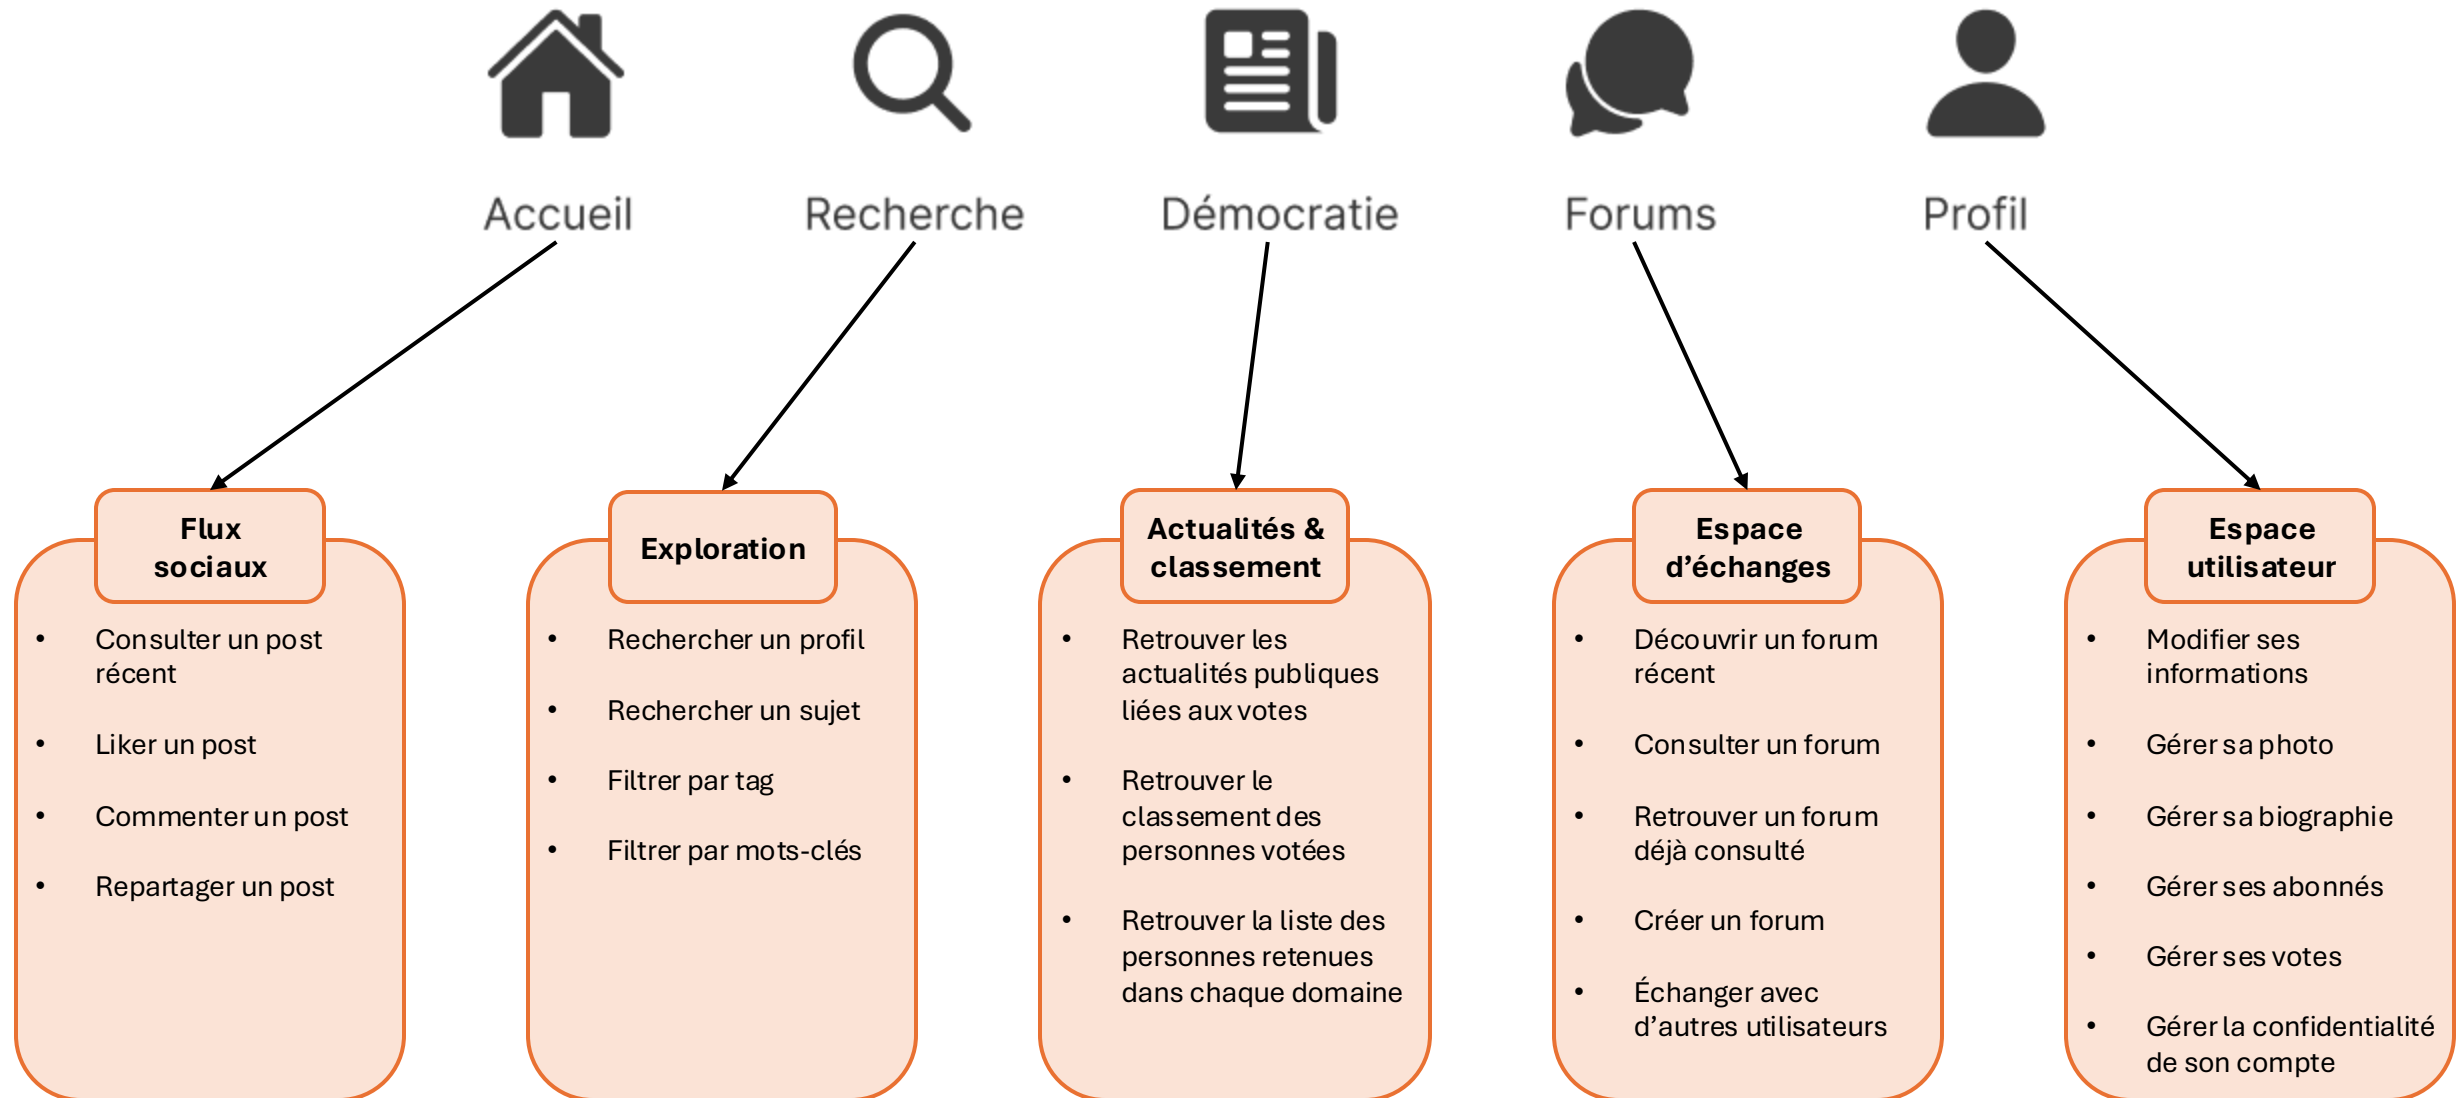 Accueil
Recherche
Démocratie
Forums
Profil
Flux
sociaux
• Consulter un post
récent
• Liker un post
• Commenter un post
• Repartager un post
Exploration
• Rechercher un profil
• Rechercher un sujet
• Filtrer par tag
• Filtrer par mots-clés
Actualités &
classement
• Retrouver les
actualités publiques
liées aux votes
• Retrouver le
classement des
personnes votées
• Retrouver la liste des
personnes retenues
dans chaque domaine
Espace
d’échanges
• Découvrir un forum
récent
• Consulter un forum
• Retrouver un forum
déjà consulté
• Créer un forum
• Échanger avec
d’autres utilisateurs
Espace
utilisateur
• Modifier ses
informations
• Gérer sa photo
• Gérer sa biographie
• Gérer ses abonnés
• Gérer ses votes
• Gérer la confidentialité
de son compte